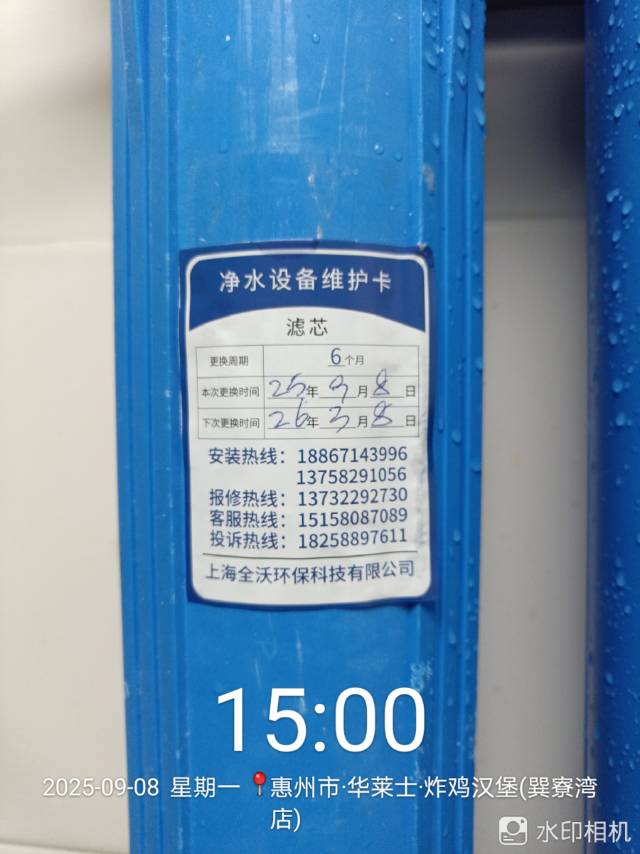 净水设备维护卡
滤芯
更换周期 6个月
本次更换时间 25年9月8日
下次更换时间 26年3月8日
安装热线：18867143996
13758291056
报修热线：13732292730
客服热线：15158087089
投诉热线：18258897611
上海全沃环保科技有限公司
15:00
2025-09-08 星期一 惠州市·华莱士·炸鸡汉堡(巽寮湾
店)
水印相机